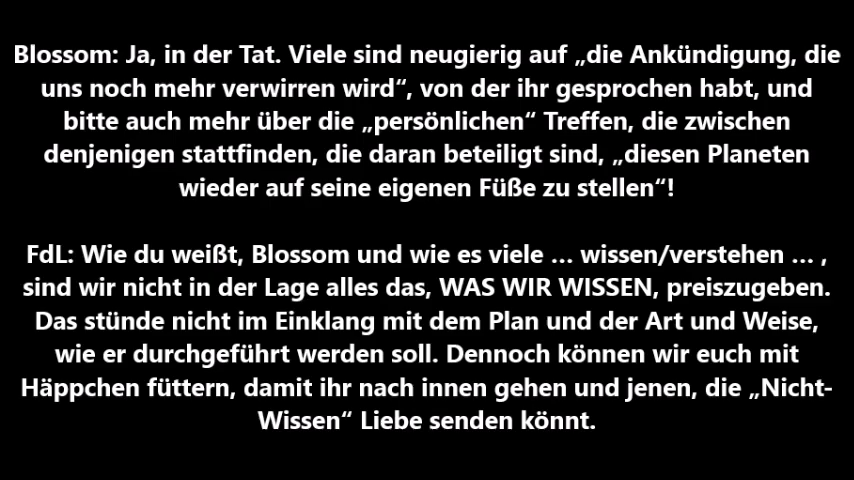 Blossom: Ja, in der Tat. Viele sind neugierig auf „die Ankündigung, die
uns noch mehr verwirren wird“, von der ihr gesprochen habt, und
bitte auch mehr über die „persönlichen“ Treffen, die zwischen
denjenigen stattfinden, die daran beteiligt sind, „diesen Planeten
wieder auf seine eigenen Füße zu stellen“!
FdL: Wie du weißt, Blossom und wie es viele … wissen/verstehen … ,
sind wir nicht in der Lage alles das, WAS WIR WISSEN, preiszugeben.
Das stünde nicht im Einklang mit dem Plan und der Art und Weise,
wie er durchgeführt werden soll. Dennoch können wir euch mit
Häppchen füttern, damit ihr nach innen gehen und jenen, die „Nicht-
Wissen“ Liebe senden könnt.